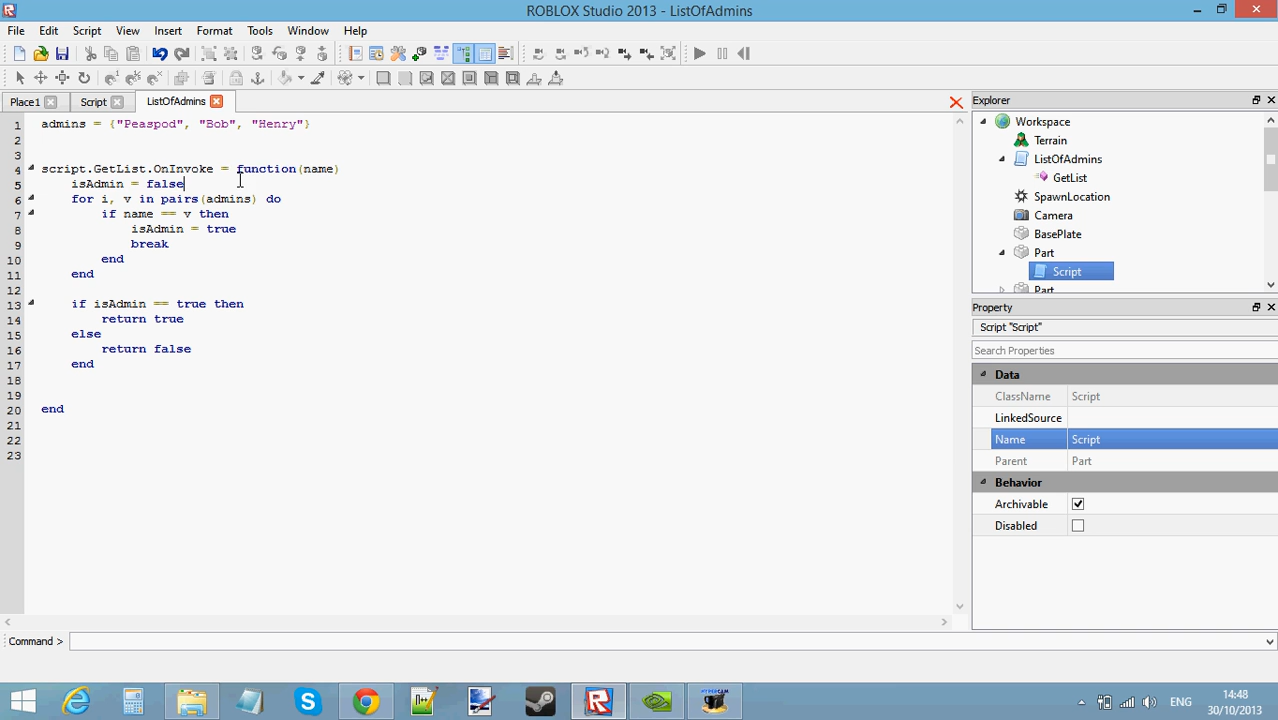 ROBLOX Studio 2013 - ListOfAdmins
File Edit Script View Insert Format Tools Window Help
Place1 Script ListOfAdmins
1 admins = {"Peaspod", "Bob", "Henry"}
2
3
4 script.GetList.OnInvoke = function(name)
5 isAdmin = false
6 for i, v in pairs(admins) do
7 if name == v then
8 isAdmin = true
9 break
10 end
11 end
12
13 if isAdmin == true then
14 return true
15 else
16 return false
17 end
18
19
20 end
21
22
23
Explorer
Workspace
Terrain
ListOfAdmins
GetList
SpawnLocation
Camera
BasePlate
Part
Script
Part
Property
Script "Script"
Search Properties
Data
ClassName Script
LinkedSource
Name Script
Parent Part
Behavior
Archivable
Disabled
Command >
N++
HYPERCAM
ENG
14:48
30/10/2013